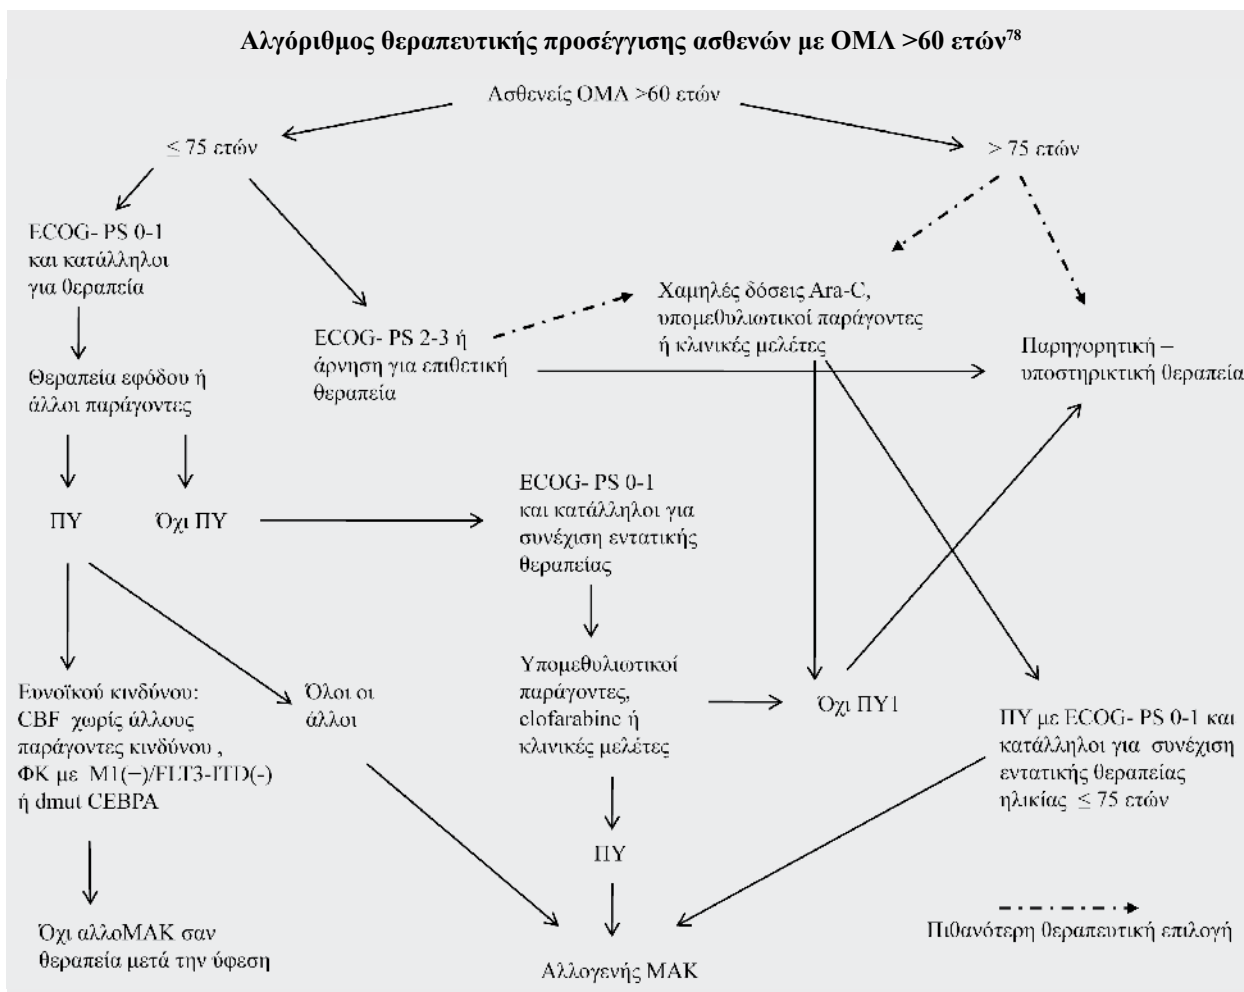 Αλγόριθμος θεραπευτικής προσέγγισης ασθενών με ΟΜΛ >60 ετών⁷⁸
Ασθενείς ΟΜΛ >60 ετών
≤ 75 ετών
> 75 ετών
ECOG- PS 0-1
και κατάλληλοι
για θεραπεία
Χαμηλές δόσεις Ara-C,
υπομεθυλιωτικοί παράγοντες
ή κλινικές μελέτες
ECOG- PS 2-3 ή
άρνηση για επιθετική
θεραπεία
Παρηγορητική –
υποστηρικτική θεραπεία
Θεραπεία εφόδου ή
άλλοι παράγοντες
ΠΥ
Όχι ΠΥ
ECOG- PS 0-1
και κατάλληλοι για
συνέχιση εντατικής
θεραπείας
Ευνοϊκού κινδύνου:
CBF χωρίς άλλους
παράγοντες κινδύνου ,
ΦΚ με M1(−)/FLT3-ITD(-)
ή dmut CEBPA
Όλοι οι
άλλοι
Υπομεθυλιωτικοί
παράγοντες,
clofarabine ή
κλινικές μελέτες
Όχι ΠΥ1
ΠΥ με ECOG- PS 0-1 και
κατάλληλοι για συνέχιση
εντατικής θεραπείας
ηλικίας ≤ 75 ετών
ΠΥ
Όχι αλλοΜΑΚ σαν
θεραπεία μετά την ύφεση
Αλλογενής ΜΑΚ
Πιθανότερη θεραπευτική επιλογή